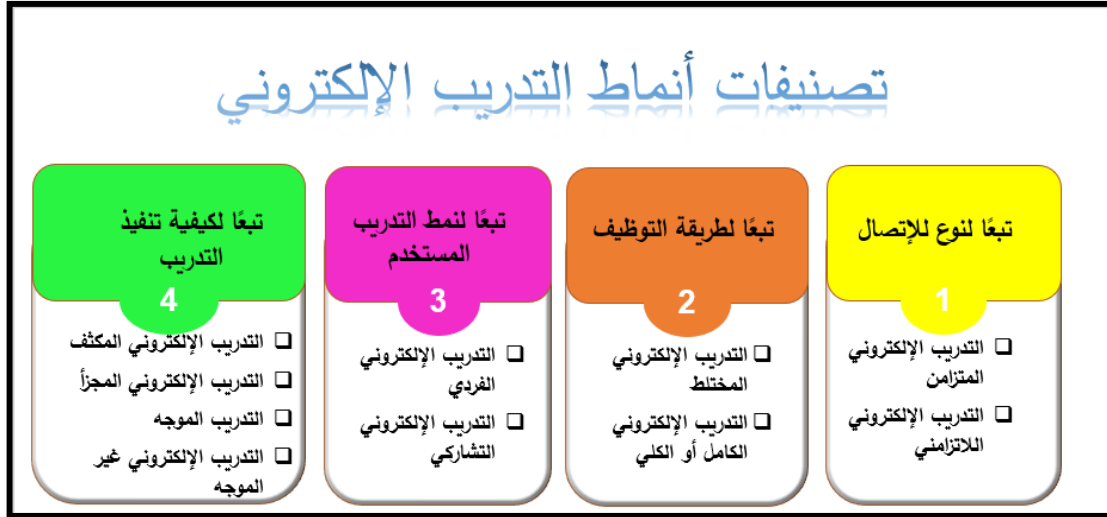 تصنيفات أنماط التدريب الإلكتروني
تبعًا لنوع للإتصال
1
❑ التدريب الإلكتروني
المتزامن
❑ التدريب الإلكتروني
اللاتزامني
تبعًا لطريقة التوظيف
2
❑ التدريب الإلكتروني
المختلط
❑ التدريب الإلكتروني
الكامل أو الكلي
تبعًا لنمط التدريب
المستخدم
3
❑ التدريب الإلكتروني
الفردي
❑ التدريب الإلكتروني
التشاركي
تبعًا لكيفية تنفيذ
التدريب
4
❑ التدريب الإلكتروني المكثف
❑ التدريب الإلكتروني المجزأ
❑ التدريب الموجه
❑ التدريب الإلكتروني غير
الموجه